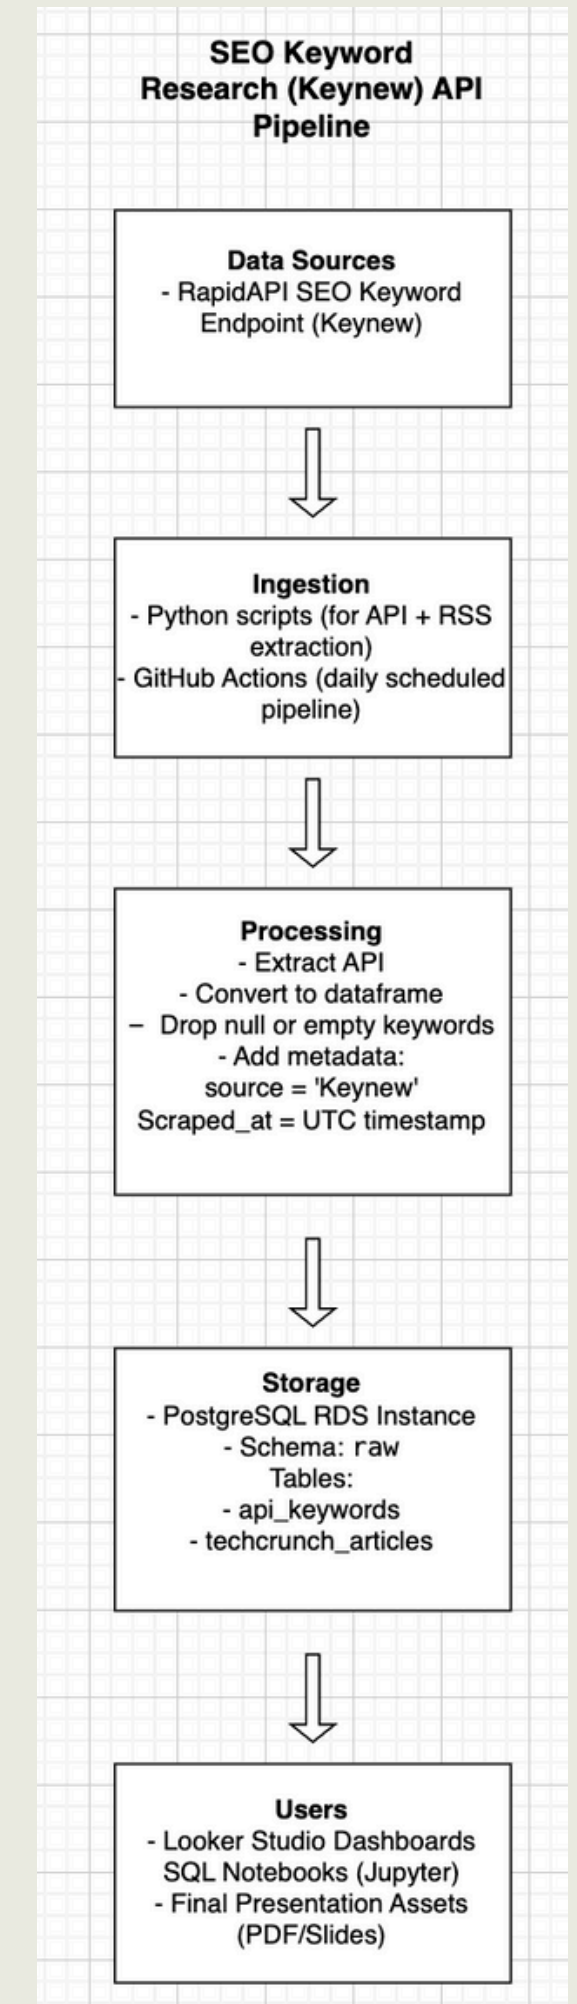 SEO Keyword
Research (Keynew) API
Pipeline
Data Sources
- RapidAPI SEO Keyword
Endpoint (Keynew)
Ingestion
- Python scripts (for API + RSS
extraction)
- GitHub Actions (daily scheduled
pipeline)
Processing
- Extract API
- Convert to dataframe
– Drop null or empty keywords
- Add metadata:
source = 'Keynew'
Scraped_at = UTC timestamp
Storage
- PostgreSQL RDS Instance
- Schema: raw
Tables:
- api_keywords
- techcrunch_articles
Users
- Looker Studio Dashboards
SQL Notebooks (Jupyter)
- Final Presentation Assets
(PDF/Slides)